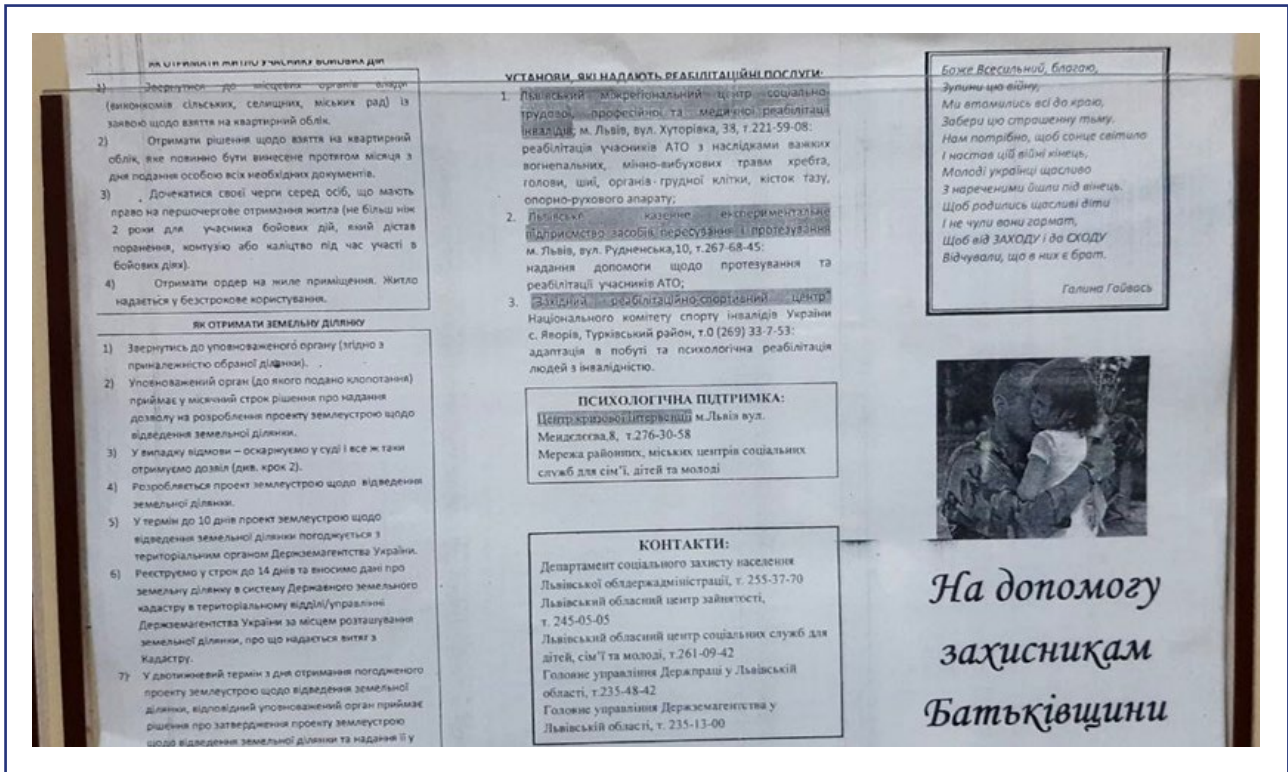 ЯК ОТРИМАТИ ЖИТЛО УЧАСНИКУ БОЙОВИХ ДІЙ
1) Звернутися до місцевих органів влади
(виконкомів сільських, селищних, міських рад) із
заявою щодо взяття на квартирний облік.
2) Отримати рішення щодо взяття на квартирний
облік, яке повинно бути винесене протягом місяця з
дня подання особою всіх необхідних документів.
3) Дочекатися своєї черги серед осіб, що мають
право на першочергове отримання житла (не більш ніж
2 роки для учасника бойових дій, який дістав
поранення, контузію або каліцтво під час участі в
бойових діях).
4) Отримати ордер на жиле приміщення. Житло
надається у безстрокове користування.
ЯК ОТРИМАТИ ЗЕМЕЛЬНУ ДІЛЯНКУ
1) Звернутись до уповноваженого органу (згідно з
приналежністю обраної ділянки).
2) Уповноважений орган (до якого подано клопотання)
приймає у місячний строк рішення про надання
дозволу на розроблення проекту землеустрою щодо
відведення земельної ділянки.
3) У випадку відмови – оскаржуємо у суді і все ж таки
отримуємо дозвіл (див. крок 2).
4) Розробляється проект землеустрою щодо відведення
земельної ділянки.
5) У термін до 10 днів проект землеустрою щодо
відведення земельної ділянки погоджується з
територіальним органом Держземагентства України.
6) Реєструємо у строк до 14 днів та вносимо дані про
земельну ділянку в систему Державного земельного
кадастру в територіальному відділі/управлінні
Держземагентства України за місцем розташування
земельної ділянки, про що надається витяг з
Кадастру.
7) У двотижневий термін з дня отримання погодженого
проекту землеустрою щодо відведення земельної
ділянки, відповідний уповноважений орган приймає
рішення про затвердження проекту землеустрою
щодо відведення земельної ділянки та надання її у
УСТАНОВИ, ЯКІ НАДАЮТЬ РЕАБІЛІТАЦІЙНІ ПОСЛУГИ:
1. Львівський міжрегіональний центр соціально
трудової, професійної та медичної реабілітації
інвалідів; м. Львів, вул. Хуторівка, 38, т.221-59-08:
реабілітація учасників АТО з наслідками важких
вогнепальних, мінно-вибухових травм хребта,
голови, шиї, органів грудної клітки, кісток тазу,
опорно-рухового апарату;
2. Львівське казенне експериментальне
підприємство засобів пересування і протезування
м. Львів, вул. Рудненська,10, т.267-68-45:
надання допомоги щодо протезування та
реабілітації учасників АТО;
3. "Західний реабілітаційно-спортивний центр"
Національного комітету спорту інвалідів України
с. Яворів, Турківський район, т.0 (269) 33-7-53:
адаптація в побуті та психологічна реабілітація
людей з інвалідністю.
ПСИХОЛОГІЧНА ПІДТРИМКА:
Центр кризової Інтервенції м.Львів вул.
Менделєєва,8, т.276-30-58
Мережа районних, міських центрів соціальних
служб для сім'ї, дітей та молоді
КОНТАКТИ:
Департамент соціального захисту населення
Львівської облдержадміністрації, т. 255-37-70
Львівський обласний центр зайнятості,
т. 245-05-05
Львівський обласний центр соціальних служб для
дітей, сім'ї та молоді, т.261-09-42
Головне управління Держпраці у Львівській
області, т.235-48-42
Головне управління Держземагентства у
Львівській області, т. 235-13-00
Боже Всесильний, благаю,
Зупини цю війну,
Ми втомились всі до краю,
Забери цю страшенну тьму.
Нам потрібно, щоб сонце світило
І настав цій війні кінець,
Молоді українці щасливо
З нареченими йшли під вінець.
Щоб родились щасливі діти
І не чули вони гармат,
Щоб від ЗАХОДУ і до СХОДУ
Відчували, що в них є брат.
Галина Гайвась
На допомогу
захисникам
Батьківщини